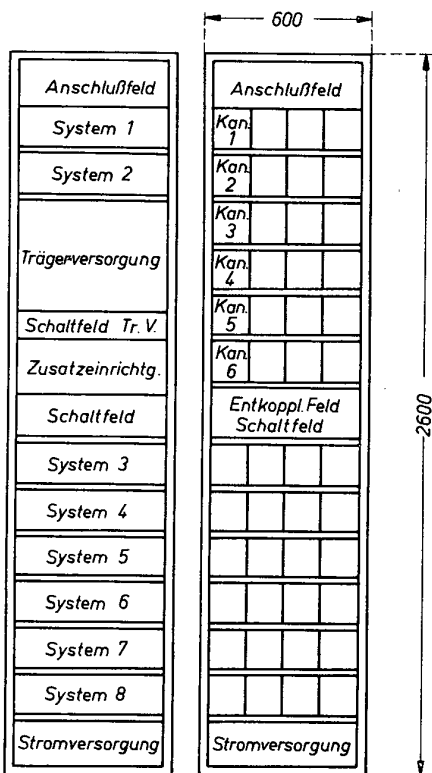 600
Anschlußfeld
System 1
System 2
Trägerversorgung
Schaltfeld Tr. V.
Zusatzeinrichtg.
Schaltfeld
System 3
System 4
System 5
System 6
System 7
System 8
Stromversorgung
Anschlußfeld
Kan.
1
Kan.
2
Kan.
3
Kan.
4
Kan.
5
Kan.
6
Entkoppl. Feld
Schaltfeld
Stromversorgung
2600